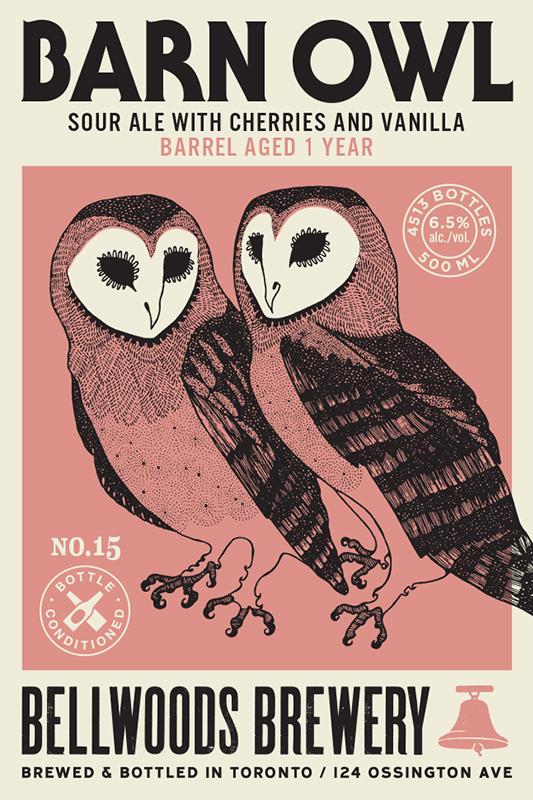 BARN OWL
SOUR ALE WITH CHERRIES AND VANILLA
BARREL AGED 1 YEAR
4513 BOTTLES
6.5%
alc./vol.
500 ML
NO.15
BOTTLE
CONDITIONED
BELLWOODS BREWERY
BREWED & BOTTLED IN TORONTO / 124 OSSINGTON AVE